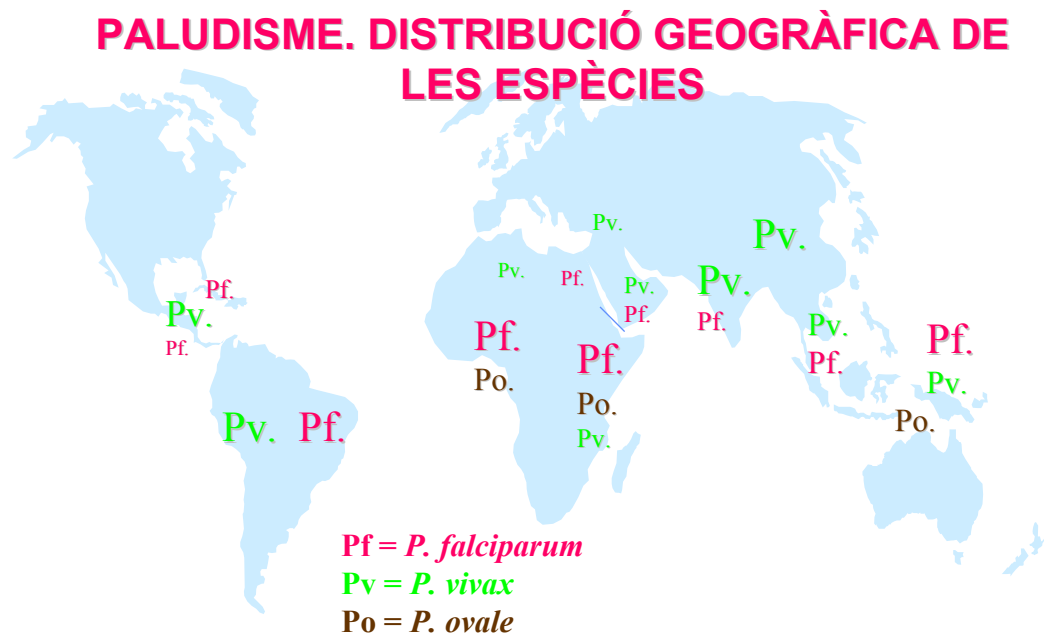 PALUDISME. DISTRIBUCIÓ GEOGRÀFICA DE
LES ESPÈCIES
Pv.
Pv.
Pv.
Pf.
Pv.
Pv.
Pf.
Pv.
Pf.
Pf.
Pv.
Pf.
Pf.
Pv.
Pf.
Pf.
Pf.
Pv.
Po.
Po.
Pv.
Pf.
Po.
Pv.
Pf = P. falciparum
Pv = P. vivax
Po = P. ovale